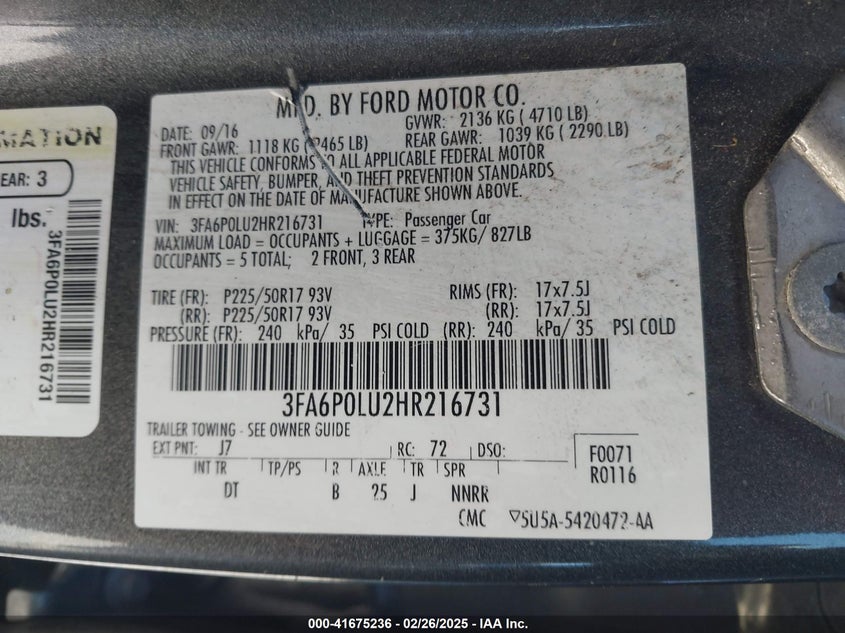 MATION
EAR: 3
lbs.
3FA6P0LU2HR216731
MFD. BY FORD MOTOR CO.
DATE: 09/16 GVWR: 2136 KG ( 4710 LB)
FRONT GAWR: 1118 KG ( 2465 LB) REAR GAWR: 1039 KG ( 2290 LB)
THIS VEHICLE CONFORMS TO ALL APPLICABLE FEDERAL MOTOR
VEHICLE SAFETY, BUMPER, AND THEFT PREVENTION STANDARDS
IN EFFECT ON THE DATE OF MANUFACTURE SHOWN ABOVE.
VIN: 3FA6P0LU2HR216731 TYPE: Passenger Car
MAXIMUM LOAD = OCCUPANTS + LUGGAGE = 375KG/ 827LB
OCCUPANTS = 5 TOTAL; 2 FRONT, 3 REAR
TIRE (FR): P225/50R17 93V RIMS (FR): 17x7.5J
(RR): P225/50R17 93V (RR): 17x7.5J
PRESSURE (FR): 240 kPa/ 35 PSI COLD (RR): 240 kPa/ 35 PSI COLD
3FA6P0LU2HR216731
TRAILER TOWING - SEE OWNER GUIDE
EXT PNT: J7 RC: 72 DSO: F0071
INT TR TP/PS R AXLE TR SPR R0116
DT B 25 J NNRR
CMC 5U5A-5420472-AA
000-41675236 - 02/26/2025 - IAA Inc.